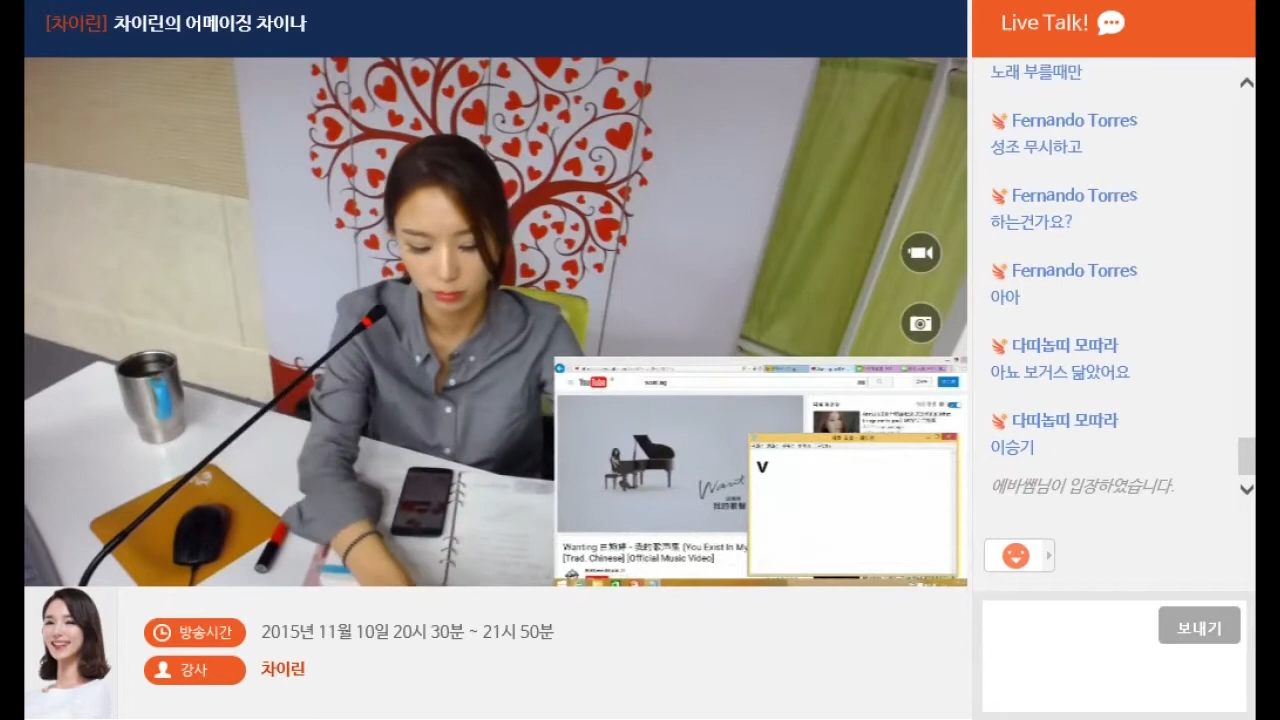 [차이린] 차이린의 어메이징 차이나
Live Talk!
노래 부를때만
Fernando Torres
성조 무시하고
Fernando Torres
하는건가요?
Fernando Torres
아아
다띠놉띠 모따라
아뇨 보거스 닮았어요
다띠놉띠 모따라
이승기
에바쌤님이 입장하였습니다.
보내기
YouTube
V
Want
Wanting 曲婉婷 - 我的歌声里 (You Exist In My
[Trad. Chinese] [Official Music Video]
방송시간 2015년 11월 10일 20시 30분 ~ 21시 50분
강사 차이린